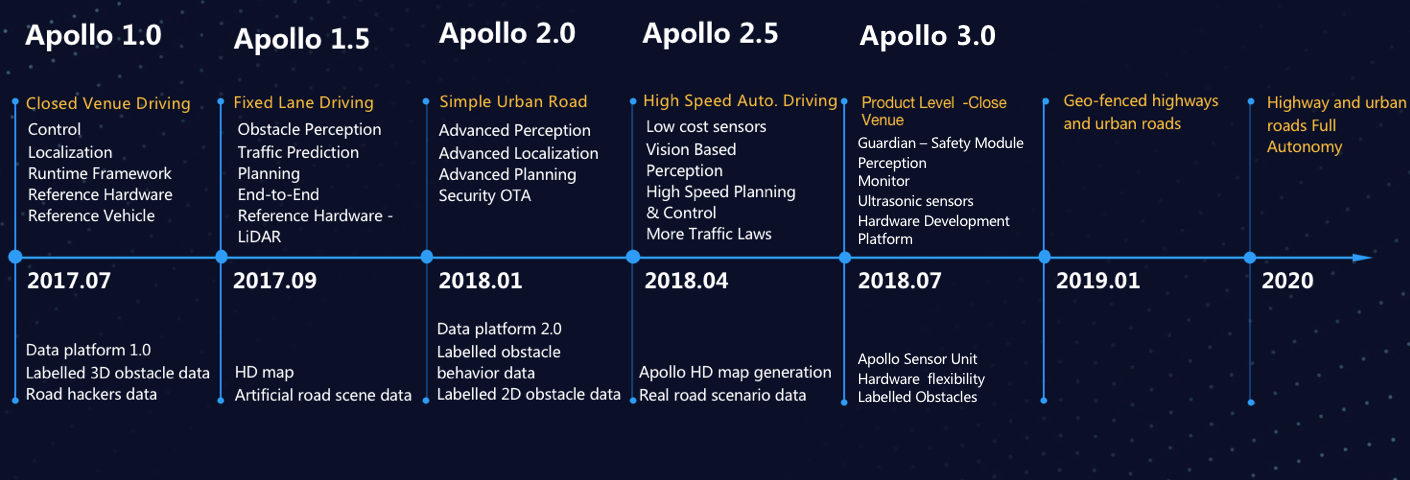 Apollo 1.0
Apollo 1.5
Apollo 2.0
Apollo 2.5
Apollo 3.0
Closed Venue Driving
Control
Localization
Runtime Framework
Reference Hardware
Reference Vehicle
Fixed Lane Driving
Obstacle Perception
Traffic Prediction
Planning
End-to-End
Reference Hardware -
LiDAR
Simple Urban Road
Advanced Perception
Advanced Localization
Advanced Planning
Security OTA
High Speed Auto. Driving
Low cost sensors
Vision Based
Perception
High Speed Planning
& Control
More Traffic Laws
Product Level -Close
Venue
Guardian – Safety Module
Perception
Monitor
Ultrasonic sensors
Hardware Development
Platform
Geo-fenced highways
and urban roads
Highway and urban
roads Full
Autonomy
2017.07
2017.09
2018.01
2018.04
2018.07
2019.01
2020
Data platform 1.0
Labelled 3D obstacle data
Road hackers data
HD map
Artificial road scene data
Data platform 2.0
Labelled obstacle
behavior data
Labelled 2D obstacle data
Apollo HD map generation
Real road scenario data
Apollo Sensor Unit
Hardware flexibility
Labelled Obstacles